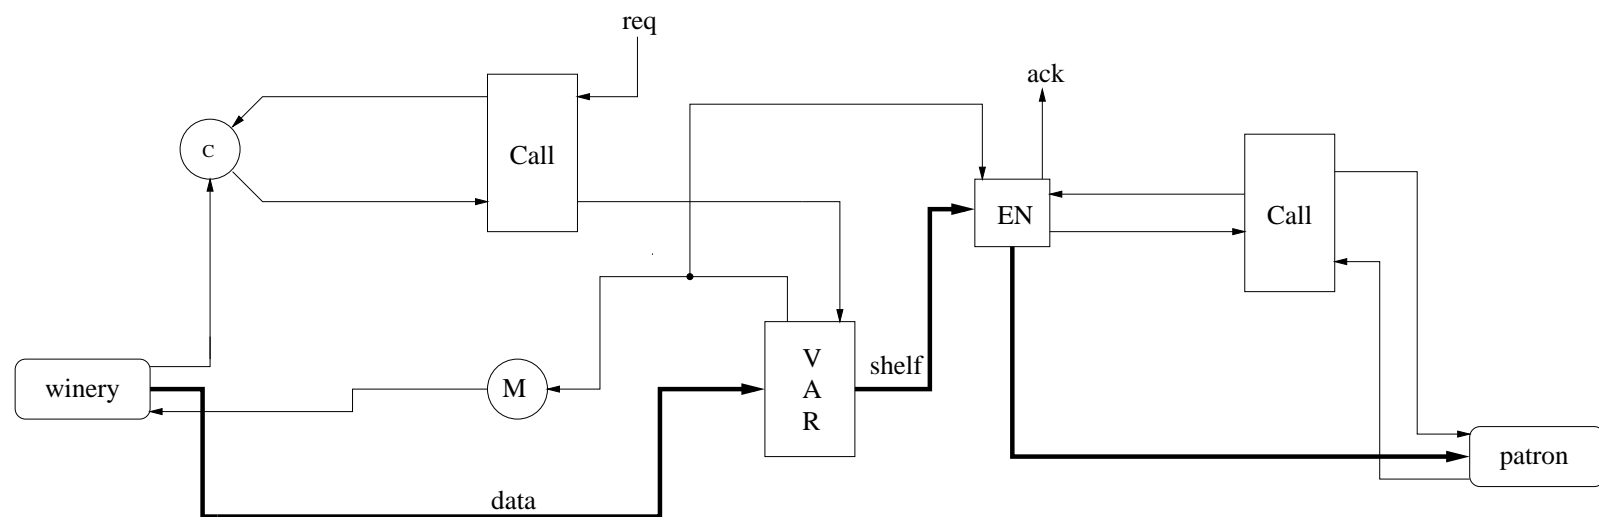 req
ack
C
Call
EN
Call
V
A
R
shelf
winery
M
patron
data